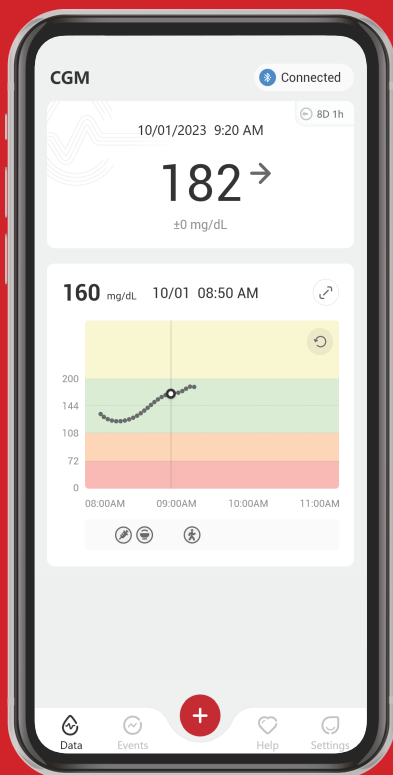 CGM
Connected
8D 1h
10/01/2023 9:20 AM
182
±0 mg/dL
160 mg/dL 10/01 08:50 AM
200
144
108
72
0
08:00AM 09:00AM 10:00AM 11:00AM
Data Events Help Settings